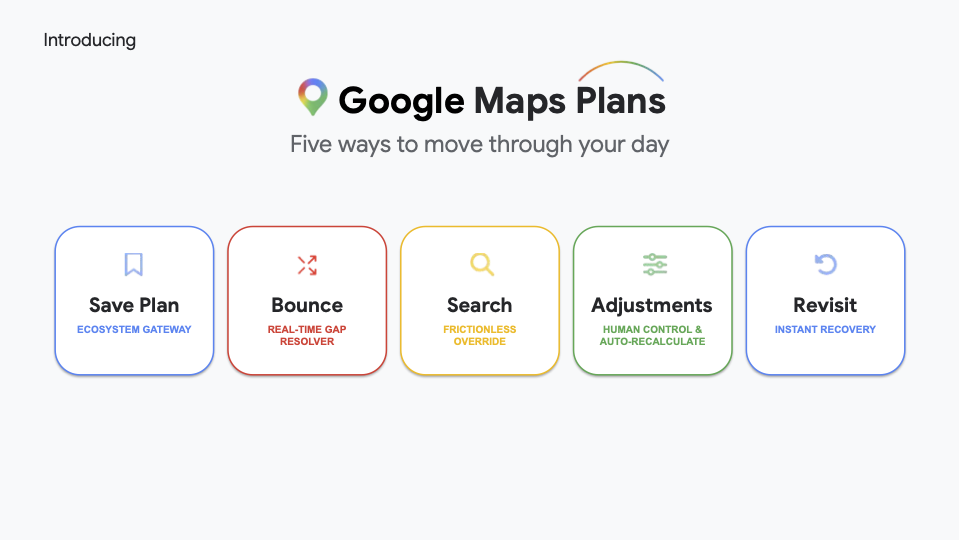 Introducing
Google Maps Plans
Five ways to move through your day
Save Plan
ECOSYSTEM GATEWAY
Bounce
REAL-TIME GAP
RESOLVER
Search
FRICTIONLESS
OVERRIDE
Adjustments
HUMAN CONTROL &
AUTO-RECALCULATE
Revisit
INSTANT RECOVERY